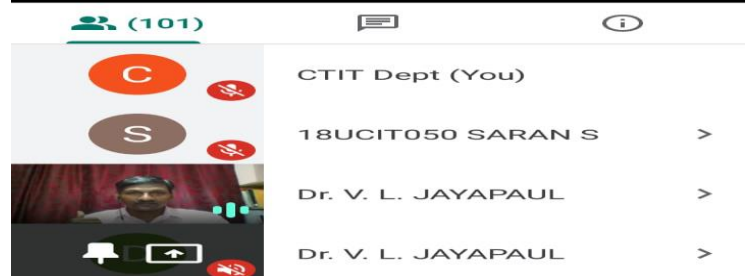 (101)
C
CTIT Dept (You)
S
18UCIT050 SARAN S
Dr. V. L. JAYAPAUL
D
Dr. V. L. JAYAPAUL